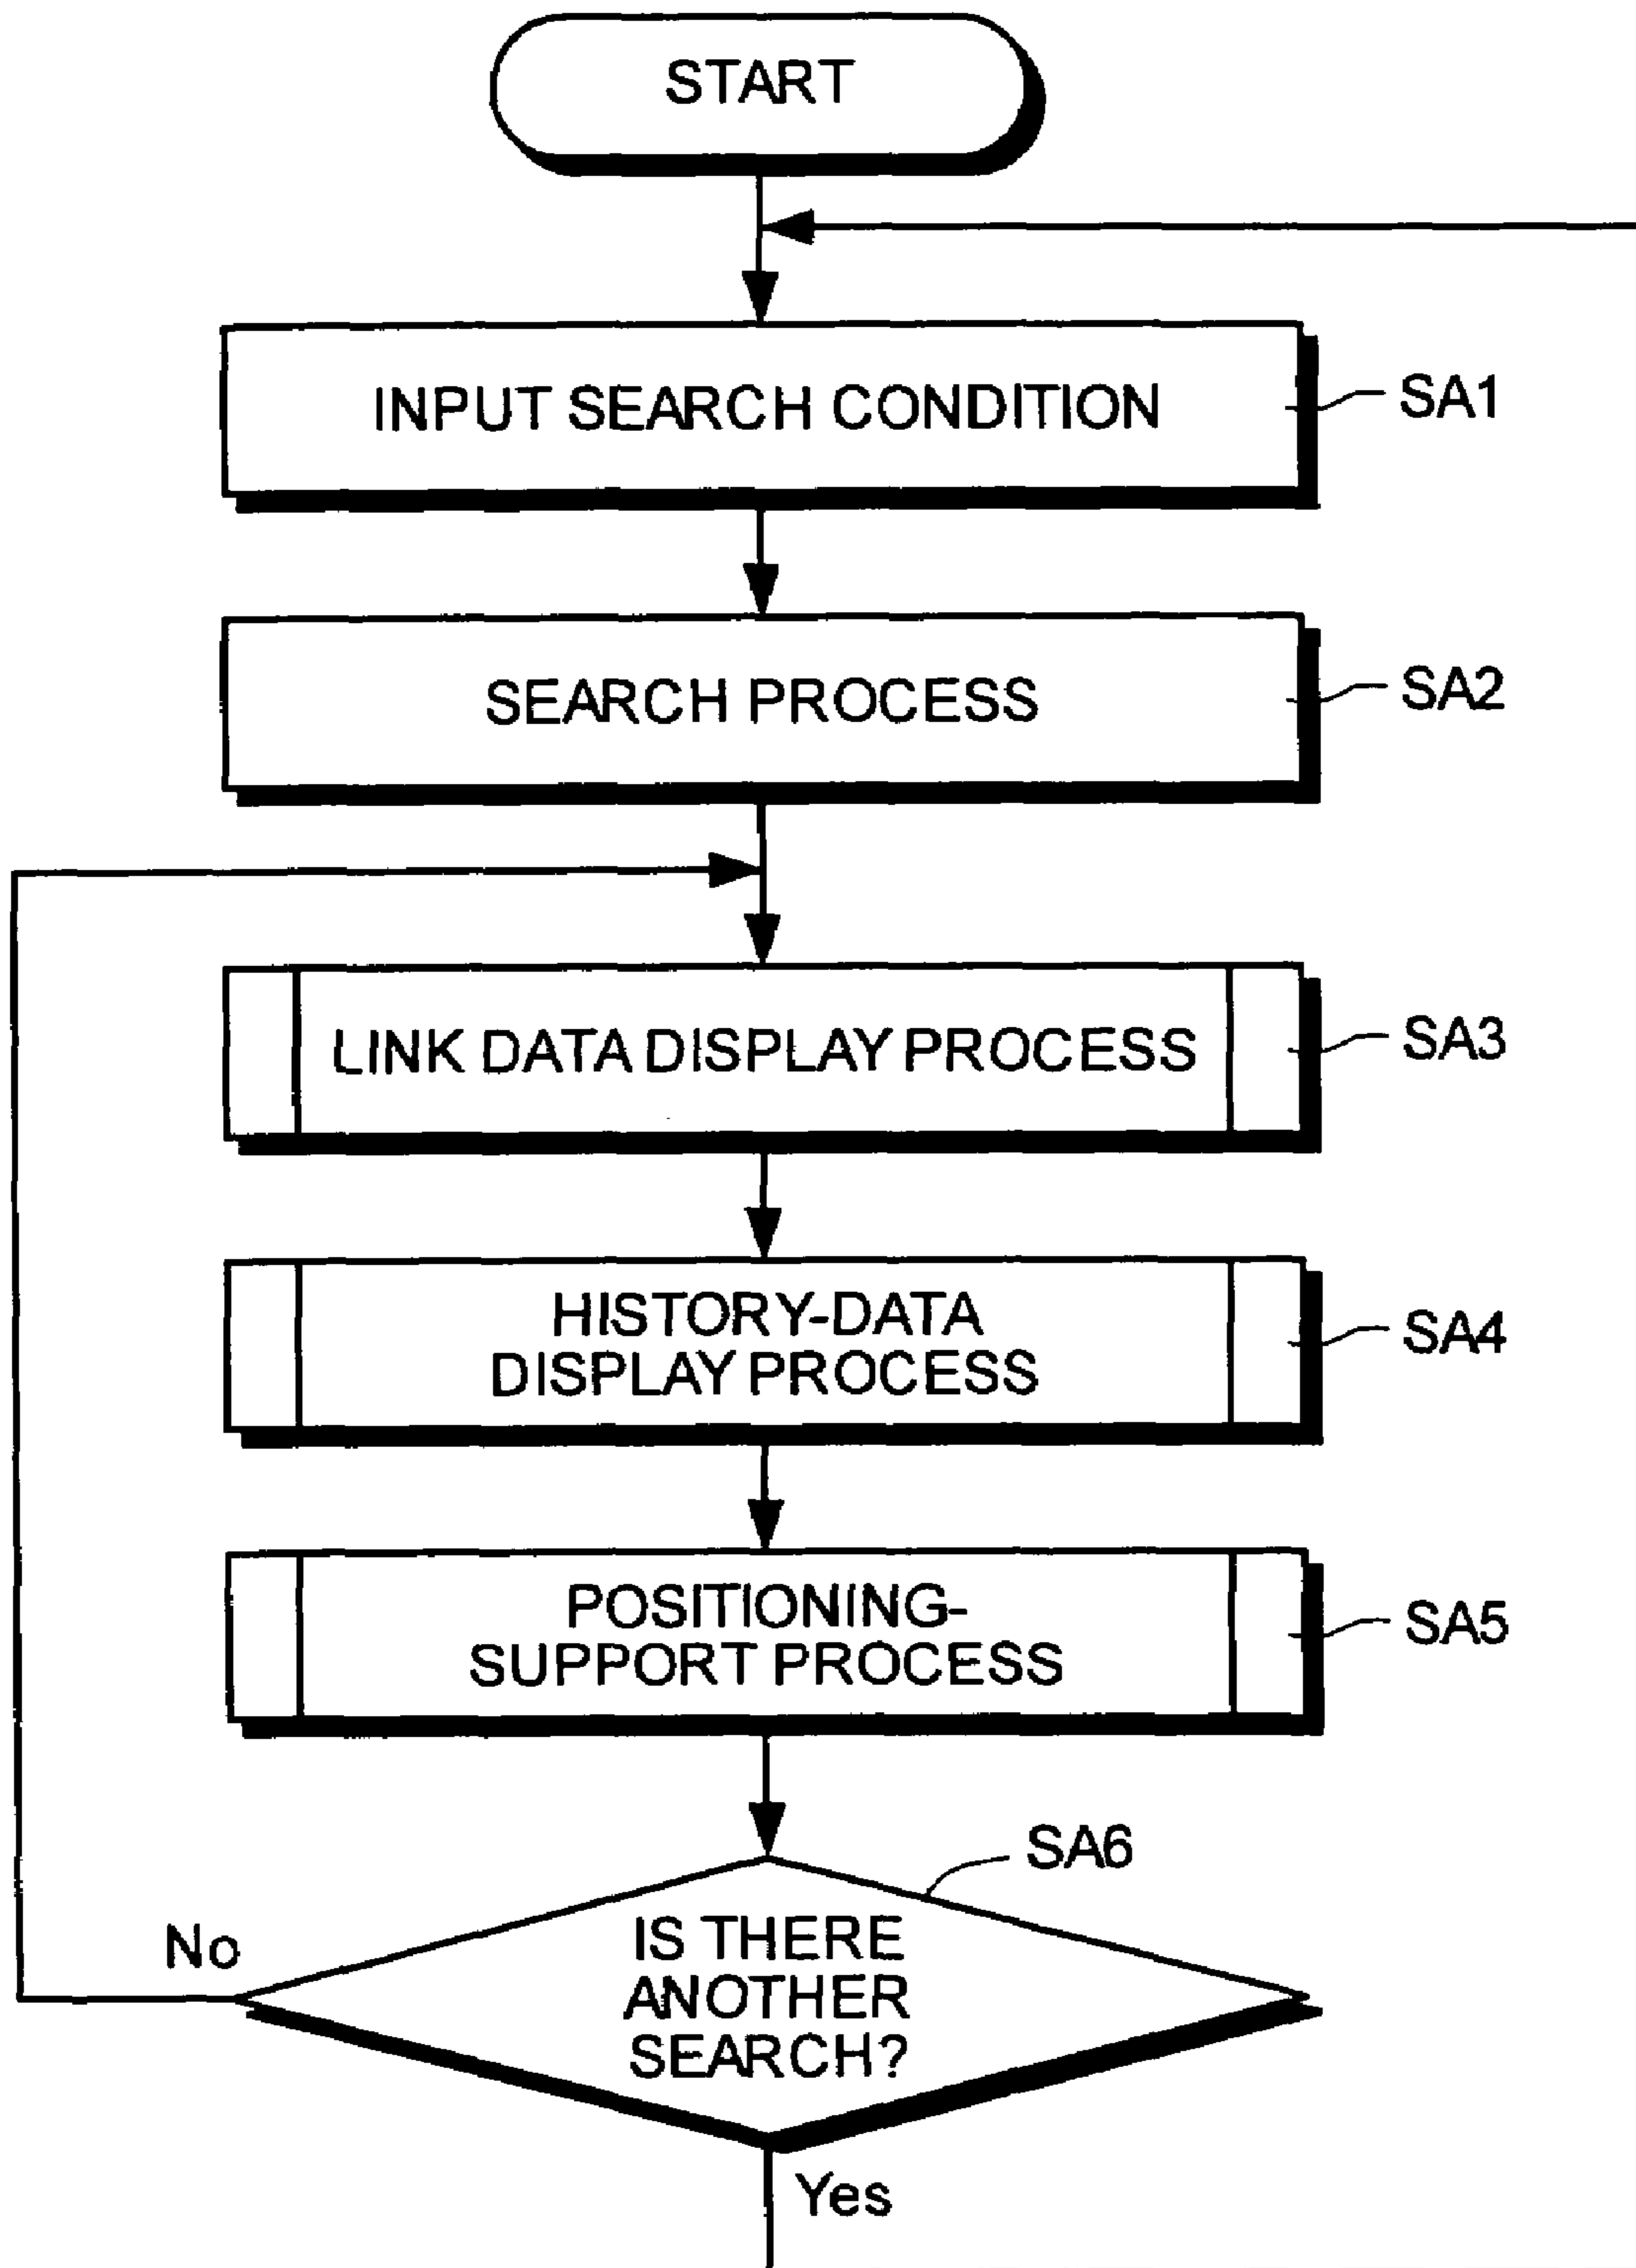 START
INPUT SEARCH CONDITION
SA1
SEARCH PROCESS
SA2
LINK DATA DISPLAY PROCESS
SA3
HISTORY-DATA
DISPLAY PROCESS
SA4
POSITIONING-
SUPPORT PROCESS
SA5
SA6
IS THERE
ANOTHER
SEARCH?
No
Yes